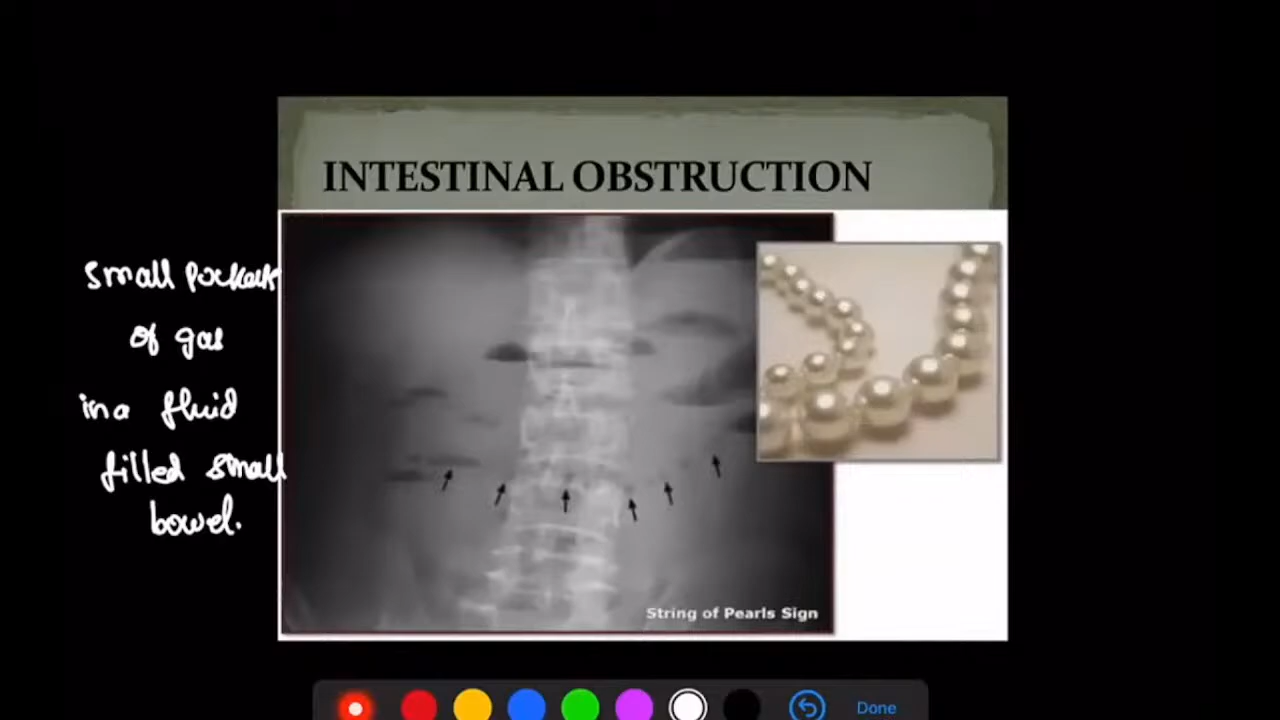 INTESTINAL OBSTRUCTION
small pockets
of gas
in a fluid
filled small
bowel.
String of Pearls Sign
Done